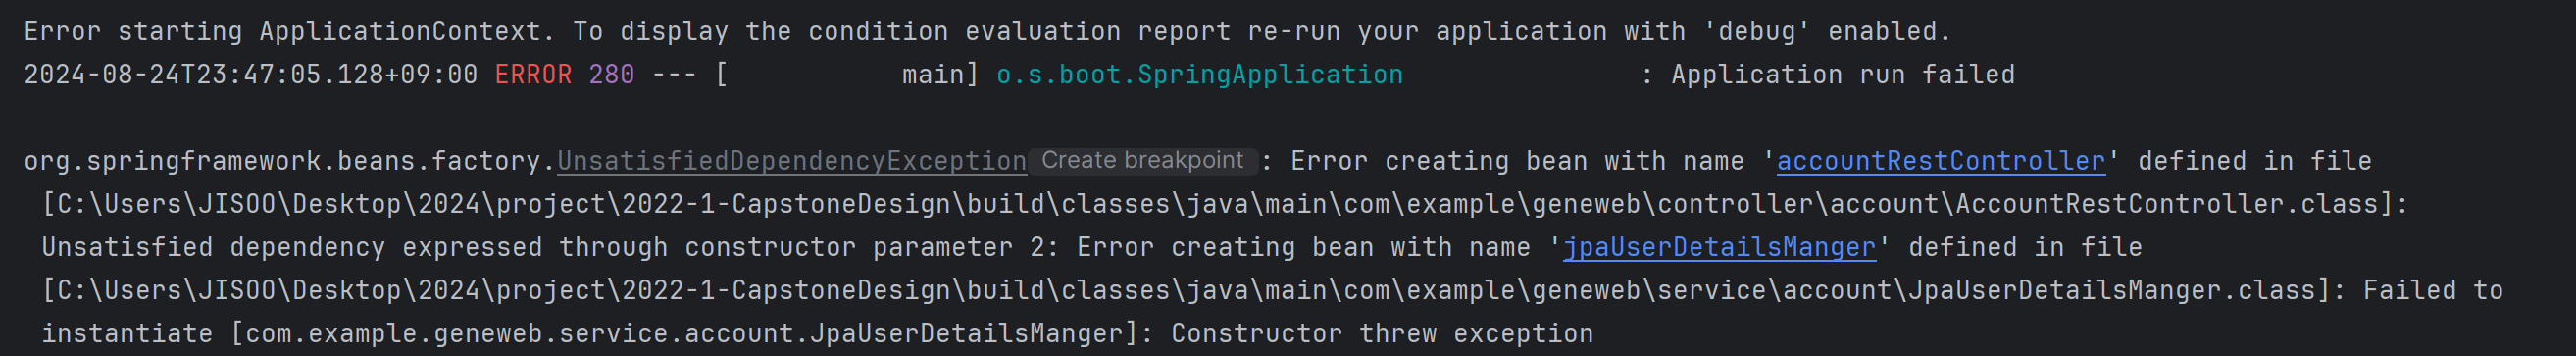 Error starting ApplicationContext. To display the condition evaluation report re-run your application with 'debug' enabled.
2024-08-24T23:47:05.128+09:00 ERROR 280 --- [           main] o.s.boot.SpringApplication               : Application run failed
org.springframework.beans.factory.UnsatisfiedDependencyException Create breakpoint : Error creating bean with name 'accountRestController' defined in file
[C:\Users\JISOO\Desktop\2024\project\2022-1-CapstoneDesign\build\classes\java\main\com\example\geneweb\controller\account\AccountRestController.class]:
Unsatisfied dependency expressed through constructor parameter 2: Error creating bean with name 'jpaUserDetailsManger' defined in file
[C:\Users\JISOO\Desktop\2024\project\2022-1-CapstoneDesign\build\classes\java\main\com\example\geneweb\service\account\JpaUserDetailsManger.class]: Failed to
instantiate [com.example.geneweb.service.account.JpaUserDetailsManger]: Constructor threw exception